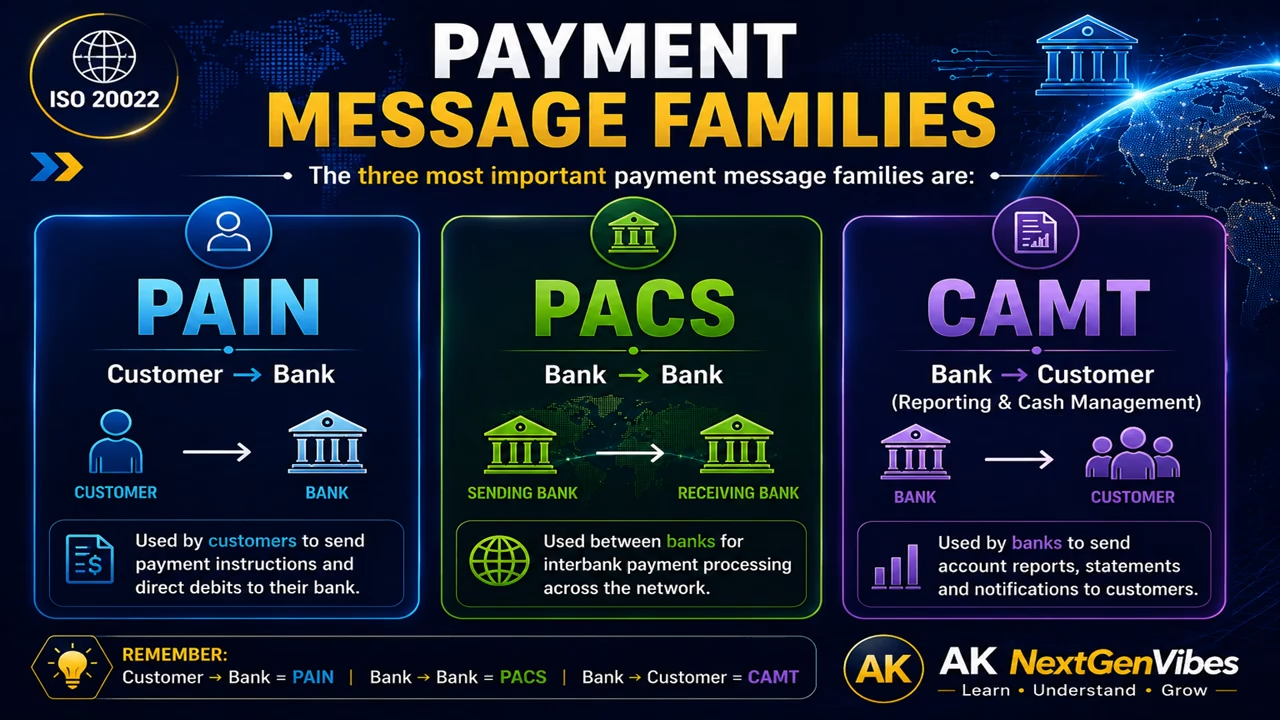 ISO 20022
PAYMENT
MESSAGE FAMILIES
The three most important payment message families are:
PAIN
Customer → Bank
CUSTOMER
BANK
$
Used by customers to send
payment instructions and
direct debits to their bank.
PACS
Bank → Bank
SENDING BANK
RECEIVING BANK
Used between banks for
interbank payment processing
across the network.
CAMT
Bank → Customer
(Reporting & Cash Management)
BANK
CUSTOMER
Used by banks to send
account reports, statements
and notifications to customers.
REMEMBER:
Customer → Bank = PAIN | Bank → Bank = PACS | Bank → Customer = CAMT
AK
AK NextGenVibes
Learn • Understand • Grow